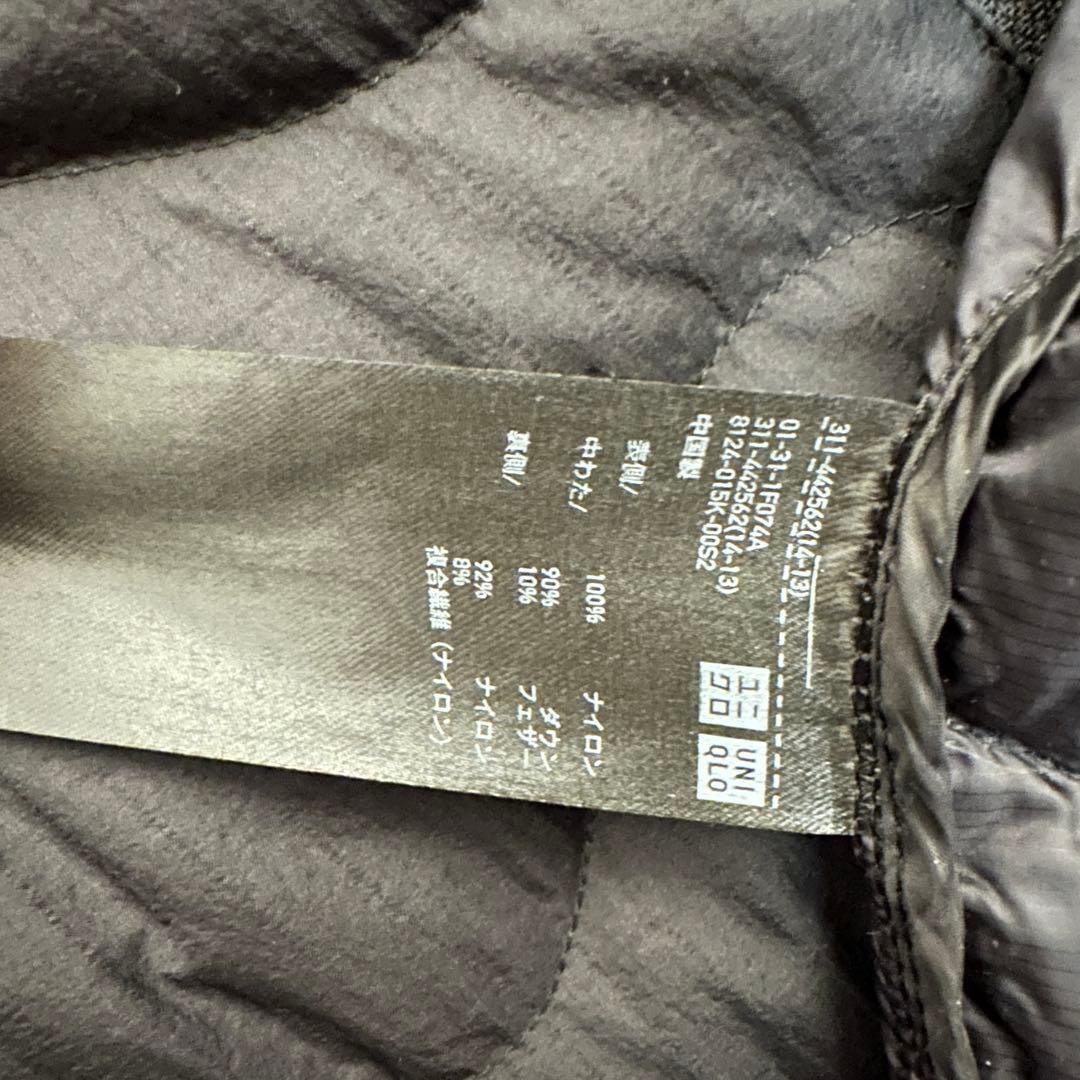 311-442562(14-13)
01-31-1F074A
311-442562(14-13)
8124-015K-00S2
中国製
ユニ
クロ
UNI
QLO
表側/ 100% ナイロン
中わた/ 90% ダウン
10% フェザー
裏側/ 92% ナイロン
8%
複合繊維(ナイロン)